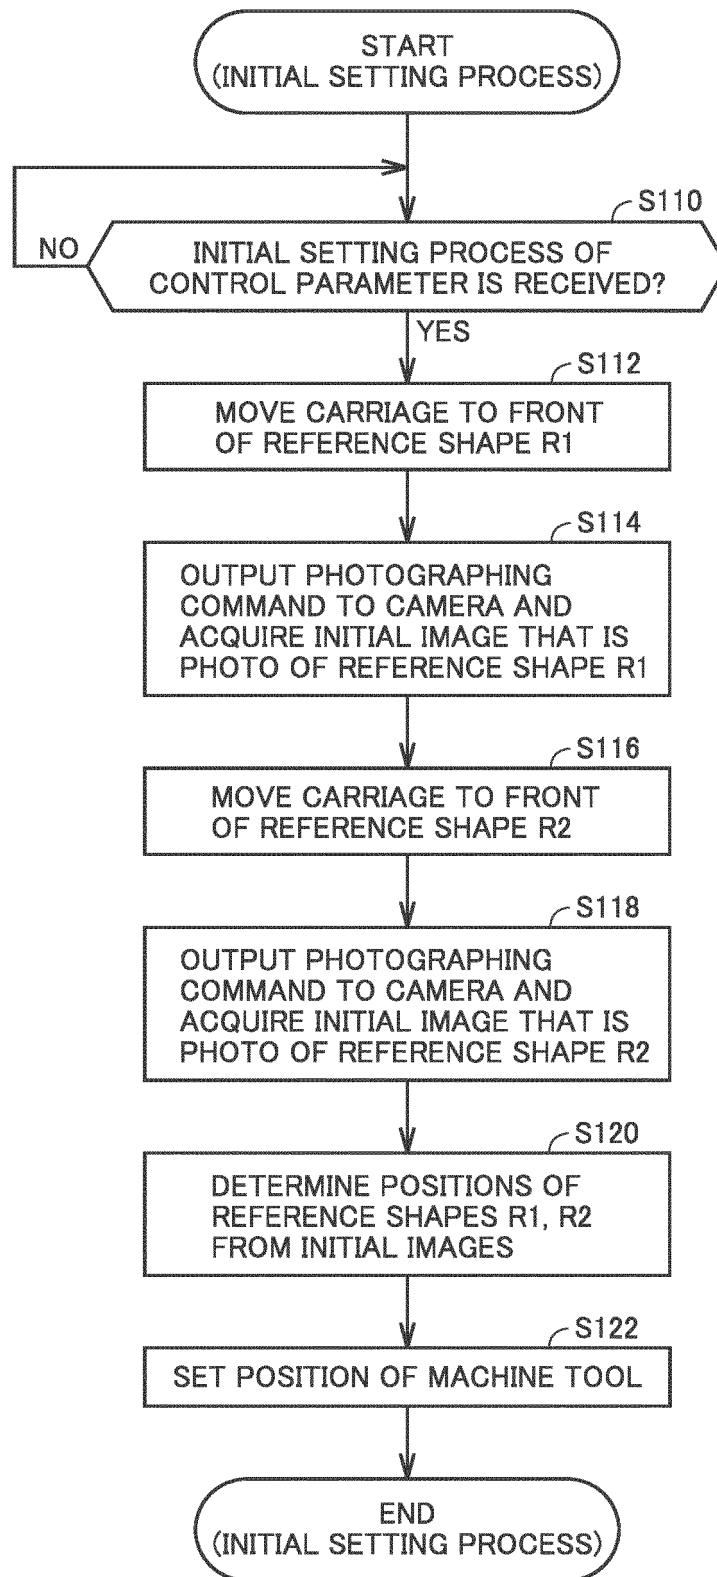 START
(INITIAL SETTING PROCESS)
S110
NO
INITIAL SETTING PROCESS OF
CONTROL PARAMETER IS RECEIVED?
YES
S112
MOVE CARRIAGE TO FRONT
OF REFERENCE SHAPE R1
S114
OUTPUT PHOTOGRAPHING
COMMAND TO CAMERA AND
ACQUIRE INITIAL IMAGE THAT IS
PHOTO OF REFERENCE SHAPE R1
S116
MOVE CARRIAGE TO FRONT
OF REFERENCE SHAPE R2
S118
OUTPUT PHOTOGRAPHING
COMMAND TO CAMERA AND
ACQUIRE INITIAL IMAGE THAT IS
PHOTO OF REFERENCE SHAPE R2
S120
DETERMINE POSITIONS OF
REFERENCE SHAPES R1, R2
FROM INITIAL IMAGES
S122
SET POSITION OF MACHINE TOOL
END
(INITIAL SETTING PROCESS)